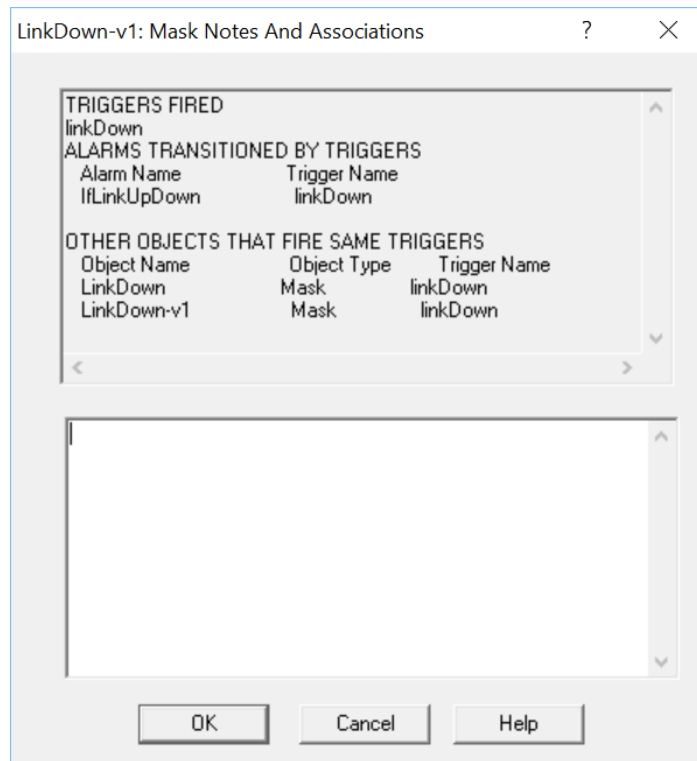 LinkDown-v1: Mask Notes And Associations ?
TRIGGERS FIRED
linkDown
ALARMS TRANSITIONED BY TRIGGERS
Alarm Name Trigger Name
IfLinkUpDown linkDown
OTHER OBJECTS THAT FIRE SAME TRIGGERS
Object Name Object Type Trigger Name
LinkDown Mask linkDown
LinkDown-v1 Mask linkDown
OK Cancel Help